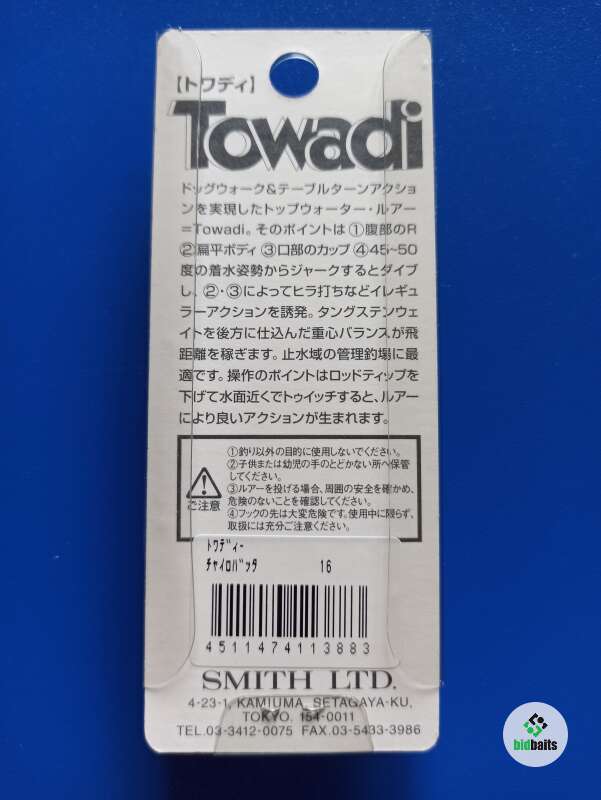 【トワディ】
Towadi
ドッグウォーク&テーブルターンアクショ
ンを実現したトップウォーター・ルアー
=Towadi。そのポイントは①腹部のR
②扁平ボディ ③口部のカップ ④45~50
度の着水姿勢からジャークするとダイブ
し、②・③によってヒラ打ちなどイレギュ
ラーアクションを誘発。タングステンウェ
イトを後方に仕込んだ重心バランスが飛
距離を稼ぎます。止水域の管理釣場に最
適です。操作のポイントはロッドティップを
下げて水面近くでトゥイッチすると、ルアー
により良いアクションが生まれます。
①釣り以外の目的に使用しないでください。
②子供または幼児の手のとどかない所へ保管
してください。
③ルアーを投げる場合、周囲の安全を確かめ、
危険のないことを確認してください。
④フックの先は大変危険です。使用中に限らず、
取扱には充分ご注意ください。
ご注意
トワディー
チャイロバッタ 16
4511474113883
SMITH LTD.
4-23-1, KAMIUMA, SETAGAYA-KU,
TOKYO. 154-0011
TEL.03-3412-0075 FAX.03-5433-3986
bidbaits